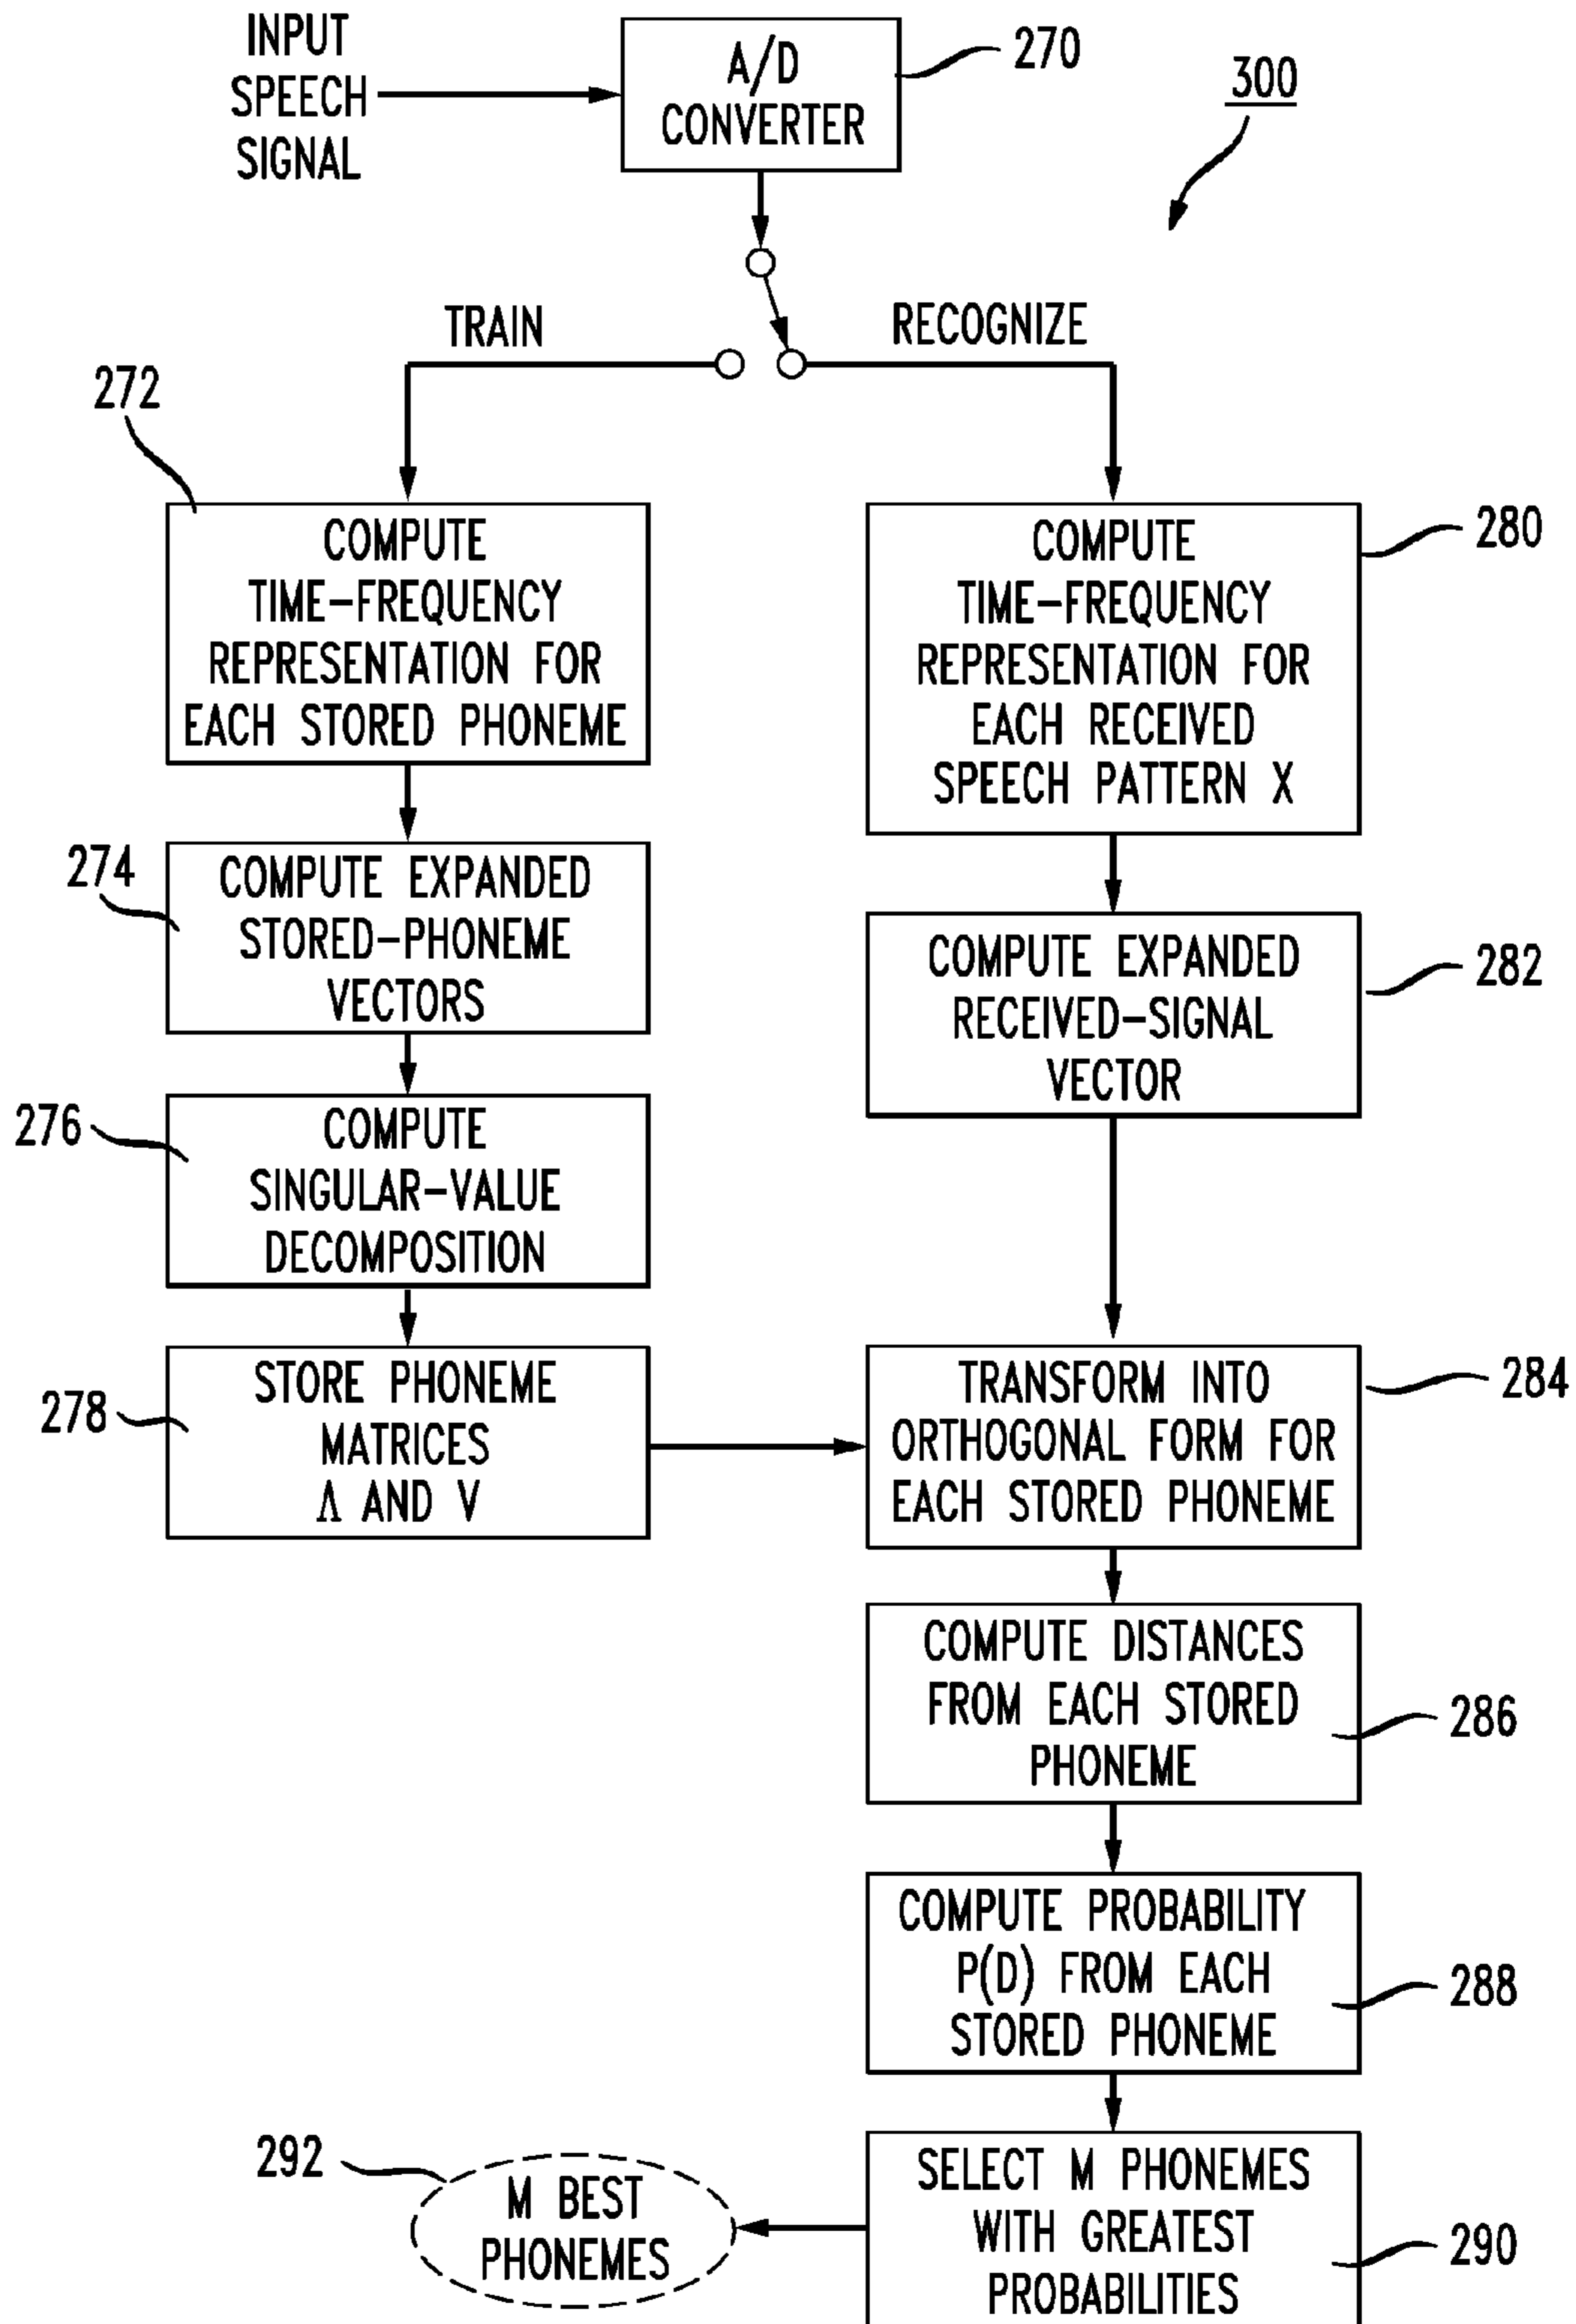 INPUT
SPEECH
SIGNAL
A/D
CONVERTER
270
300
TRAIN
RECOGNIZE
272
COMPUTE
TIME-FREQUENCY
REPRESENTATION FOR
EACH STORED PHONEME
280
COMPUTE
TIME-FREQUENCY
REPRESENTATION FOR
EACH RECEIVED
SPEECH PATTERN X
274
COMPUTE EXPANDED
STORED-PHONEME
VECTORS
282
COMPUTE EXPANDED
RECEIVED-SIGNAL
VECTOR
276
COMPUTE
SINGULAR-VALUE
DECOMPOSITION
278
STORE PHONEME
MATRICES
Λ AND V
284
TRANSFORM INTO
ORTHOGONAL FORM FOR
EACH STORED PHONEME
COMPUTE DISTANCES
FROM EACH STORED
PHONEME
286
COMPUTE PROBABILITY
P(D) FROM EACH
STORED PHONEME
288
292
M BEST
PHONEMES
SELECT M PHONEMES
WITH GREATEST
PROBABILITIES
290